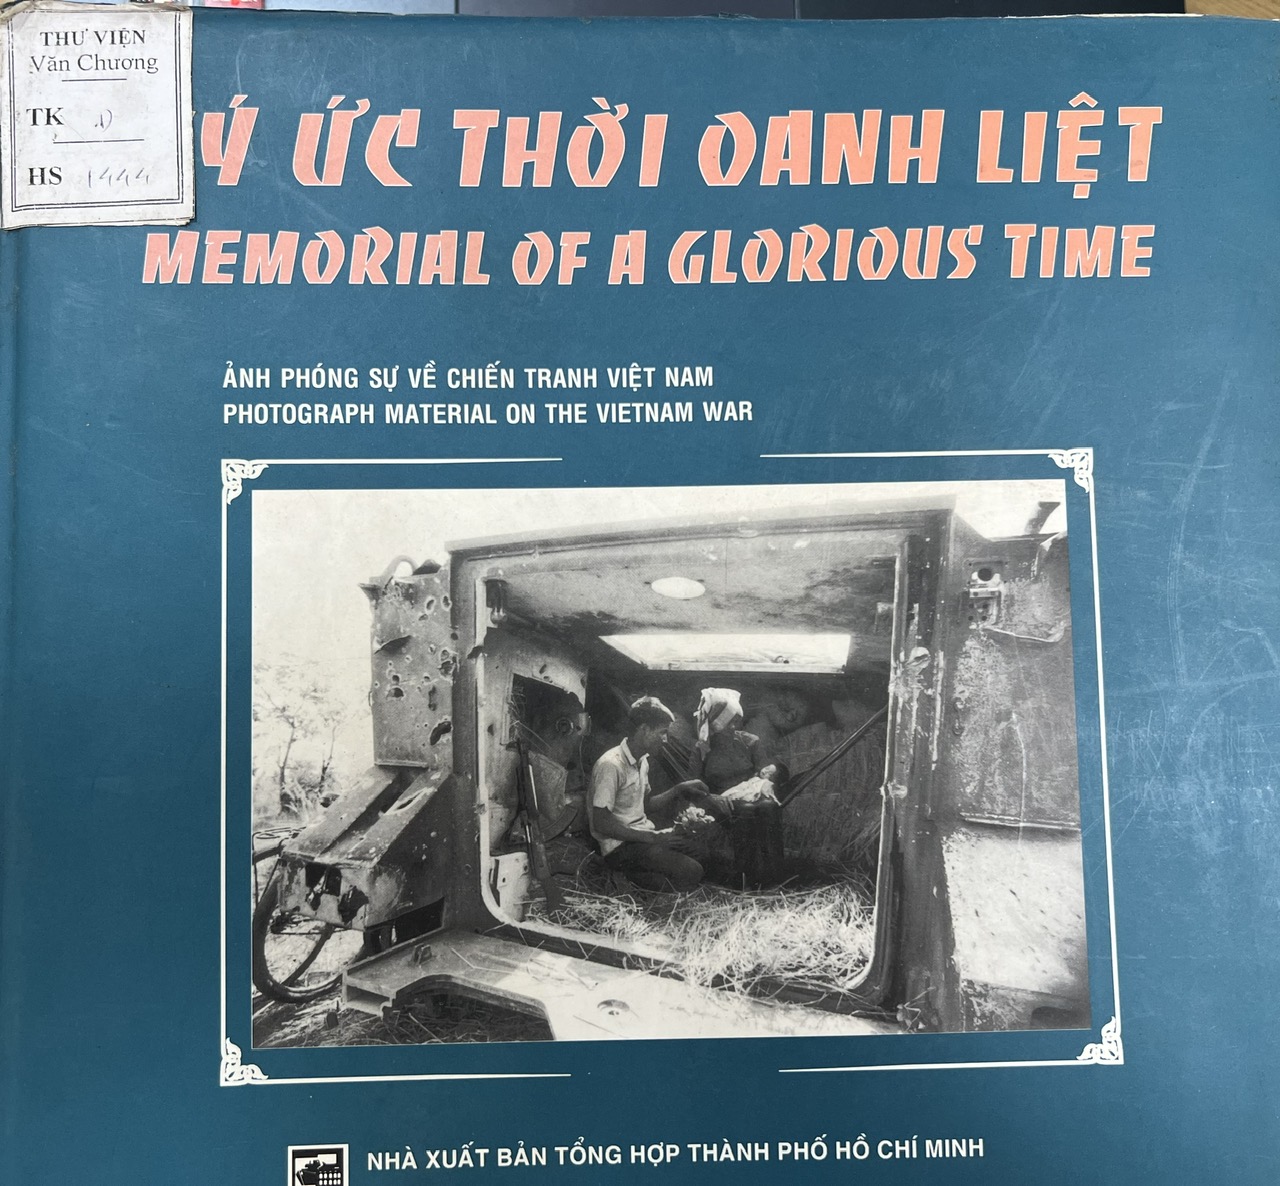 THƯ VIỆN
Văn Chương
TK
HS 1444
Ý ỨC THỜI OANH LIỆT
MEMORIAL OF A GLORIOUS TIME
ẢNH PHÓNG SỰ VỀ CHIẾN TRANH VIỆT NAM
PHOTOGRAPH MATERIAL ON THE VIETNAM WAR
NHÀ XUẤT BẢN TỔNG HỢP THÀNH PHỐ HỒ CHÍ MINH